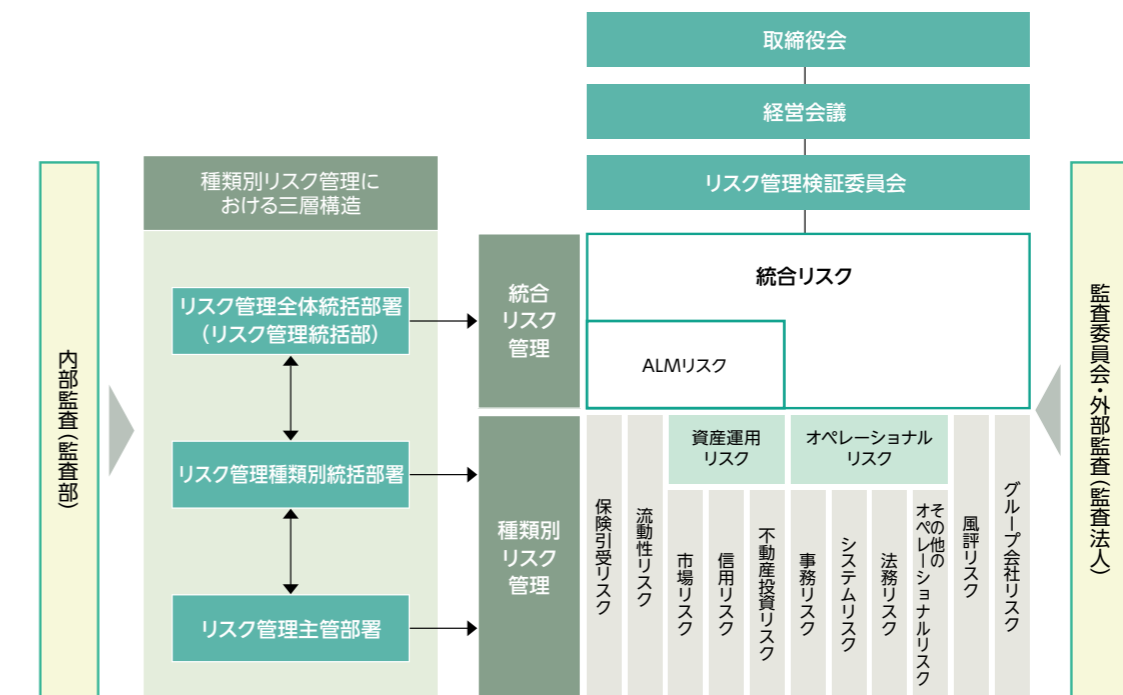 取締役会
経営会議
リスク管理検証委員会
内部監査（監査部）
種類別リスク管理に
おける三層構造
リスク管理全体統括部署
（リスク管理統括部）
リスク管理種類別統括部署
リスク管理主管部署
統合
リスク
管理
種類別
リスク
管理
統合リスク
ALMリスク
資産運用
リスク
オペレーショナル
リスク
保険引受リスク
流動性リスク
市場リスク
信用リスク
不動産投資リスク
事務リスク
システムリスク
法務リスク
その他の
オペレーショナルリスク
風評リスク
グループ会社リスク
監査委員会・外部監査（監査法人）